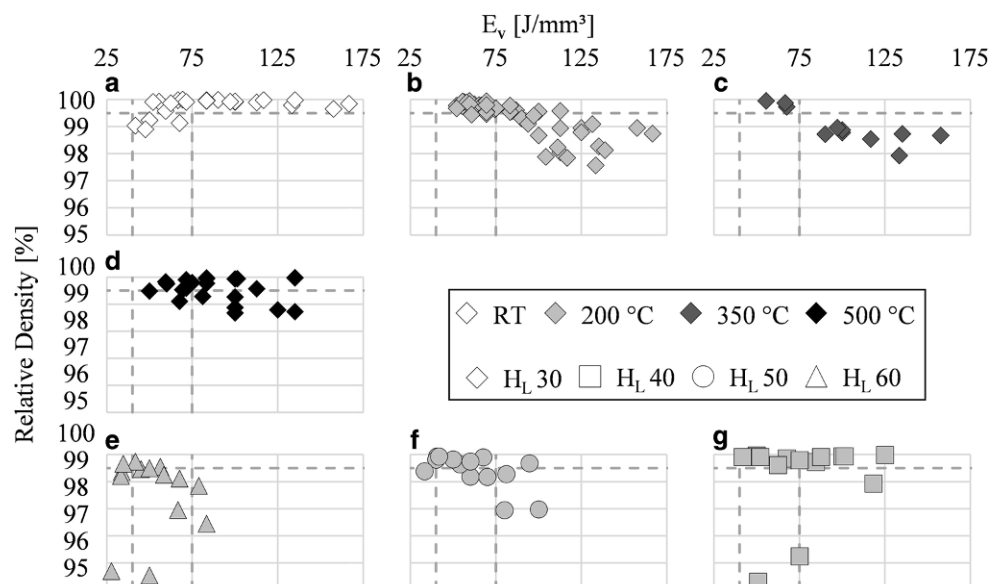 Eᵥ [J/mm³]
25 75 125 175 25 75 125 175 25 75 125 175
a b c
100
99
98
97
96
95
d
100
99
98
97
96
95
Relative Density [%]
RT 200 °C 350 °C 500 °C
H_L 30 H_L 40 H_L 50 H_L 60
e f g
100
99
98
97
96
95